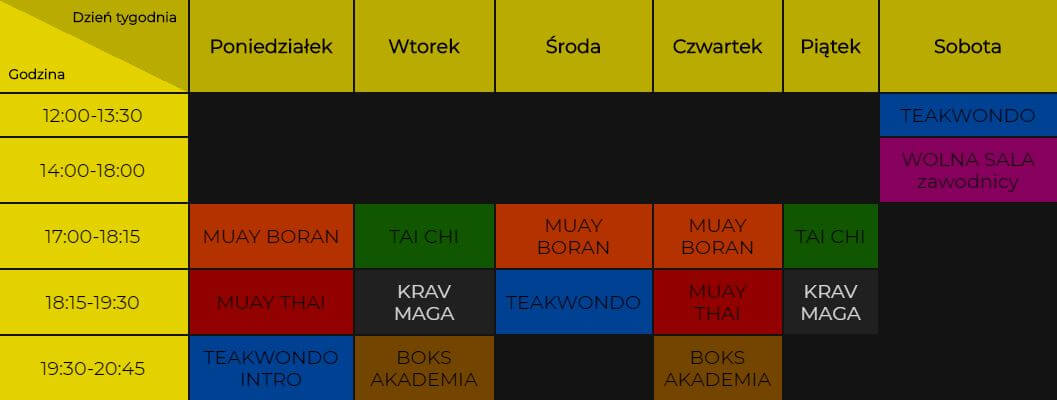 Dzień tygodnia
Godzina
Poniedziałek
Wtorek
Środa
Czwartek
Piątek
Sobota
12:00-13:30
TEAKWONDO
14:00-18:00
WOLNA SALA
zawodnicy
17:00-18:15
MUAY BORAN
TAI CHI
MUAY
BORAN
MUAY
BORAN
TAI CHI
18:15-19:30
MUAY THAI
KRAV
MAGA
TEAKWONDO
MUAY
THAI
KRAV
MAGA
19:30-20:45
TEAKWONDO
INTRO
BOKS
AKADEMIA
BOKS
AKADEMIA